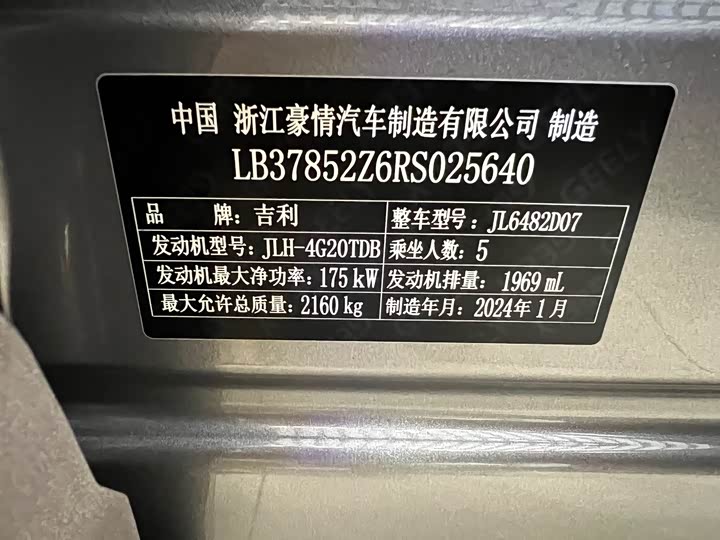 中国 浙江豪情汽车制造有限公司 制造
LB37852Z6RS025640
品 牌: 吉利 整车型号: JL6482D07
发动机型号: JLH-4G20TDB 乘坐人数: 5
发动机最大净功率: 175 kW 发动机排量: 1969 mL
最大允许总质量: 2160 kg 制造年月: 2024年 1月
GEELY